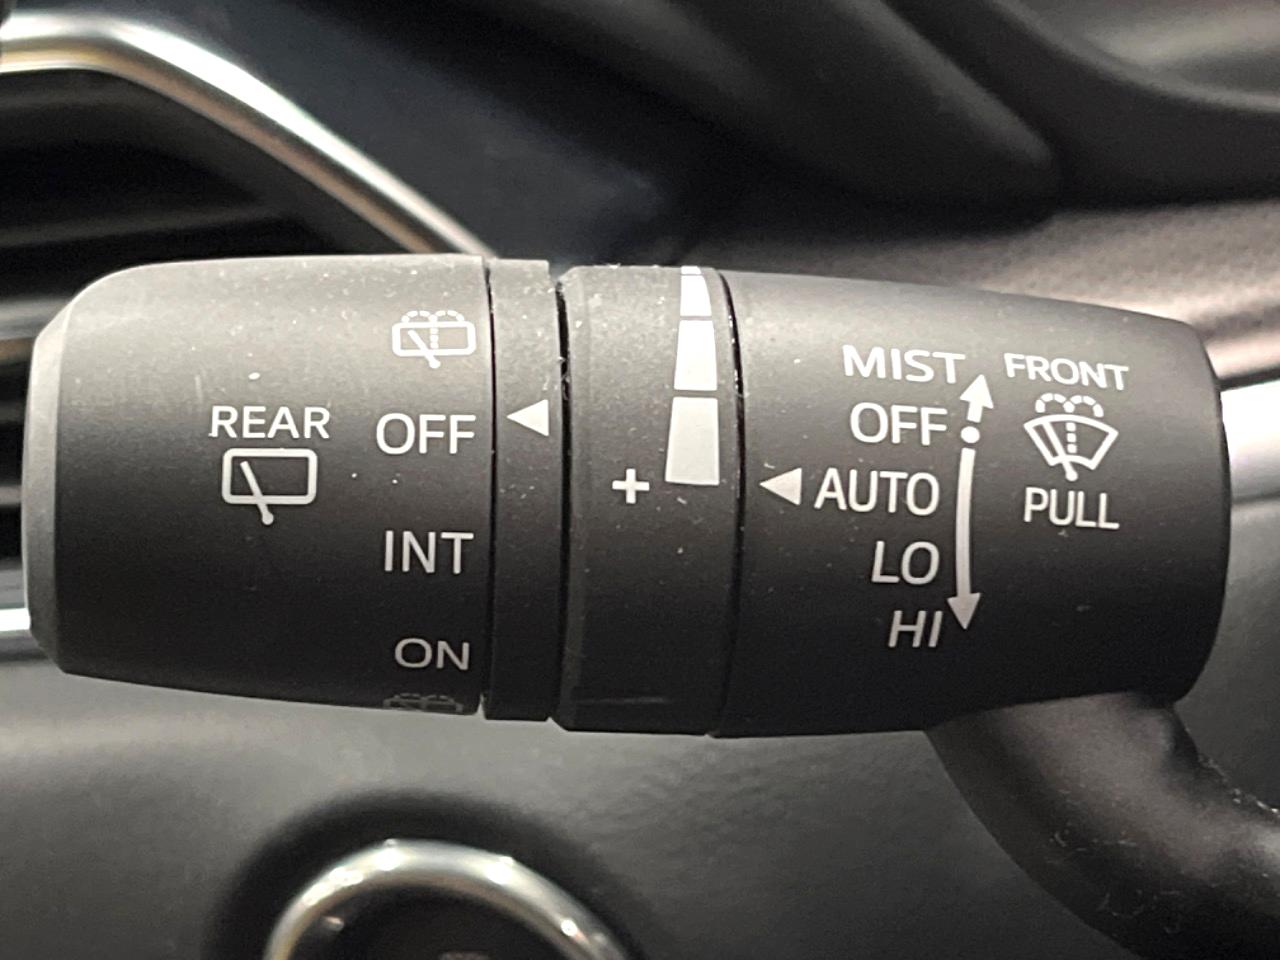 REAR
OFF
INT
ON
+
MIST
OFF
AUTO
LO
HI
FRONT
PULL